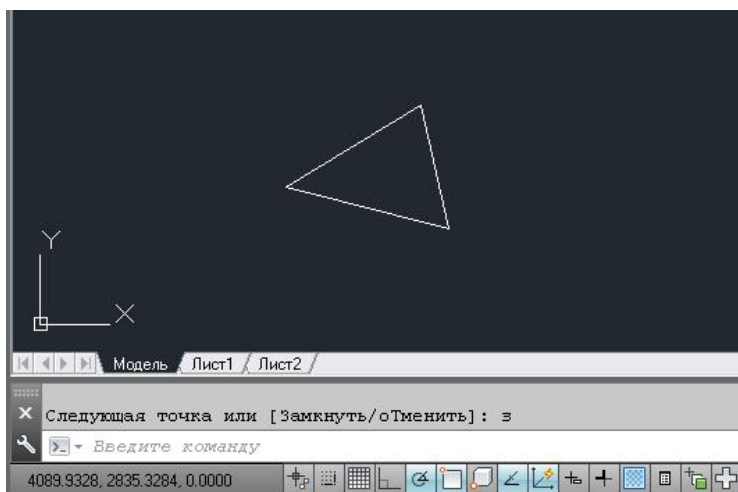 Y
X
Модель Лист1 Лист2
Следующая точка или [Замкнуть/оТменить]: з
Введите команду
4089.9328, 2835.3284, 0.0000